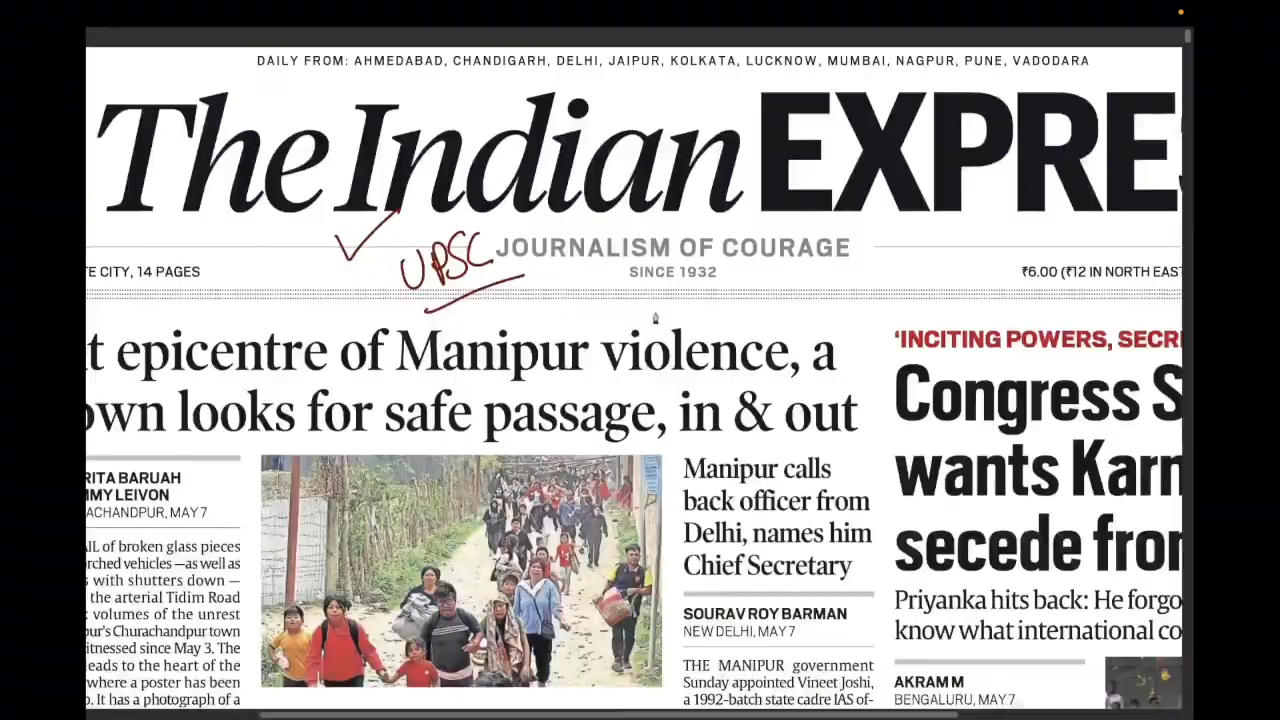 DAILY FROM: AHMEDABAD, CHANDIGARH, DELHI, JAIPUR, KOLKATA, LUCKNOW, MUMBAI, NAGPUR, PUNE, VADODARA
The Indian EXPRE
UPSC
JOURNALISM OF COURAGE
SINCE 1932
TE CITY, 14 PAGES
₹6.00 (₹12 IN NORTH EAST
t epicentre of Manipur violence, a
own looks for safe passage, in & out
RITA BARUAH
MMY LEIVON
ACHANDPUR, MAY 7
AIL of broken glass pieces
rched vehicles —as well as
s with shutters down —
the arterial Tidim Road
volumes of the unrest
pur's Churachandpur town
itnessed since May 3. The
eads to the heart of the
where a poster has been
o. It has a photograph of a
Manipur calls
back officer from
Delhi, names him
Chief Secretary
SOURAV ROY BARMAN
NEW DELHI, MAY 7
THE MANIPUR government
Sunday appointed Vineet Joshi,
a 1992-batch state cadre IAS of-
'INCITING POWERS, SECR
Congress S
wants Karn
secede from
Priyanka hits back: He forgo
know what international co
AKRAM M
BENGALURU, MAY 7